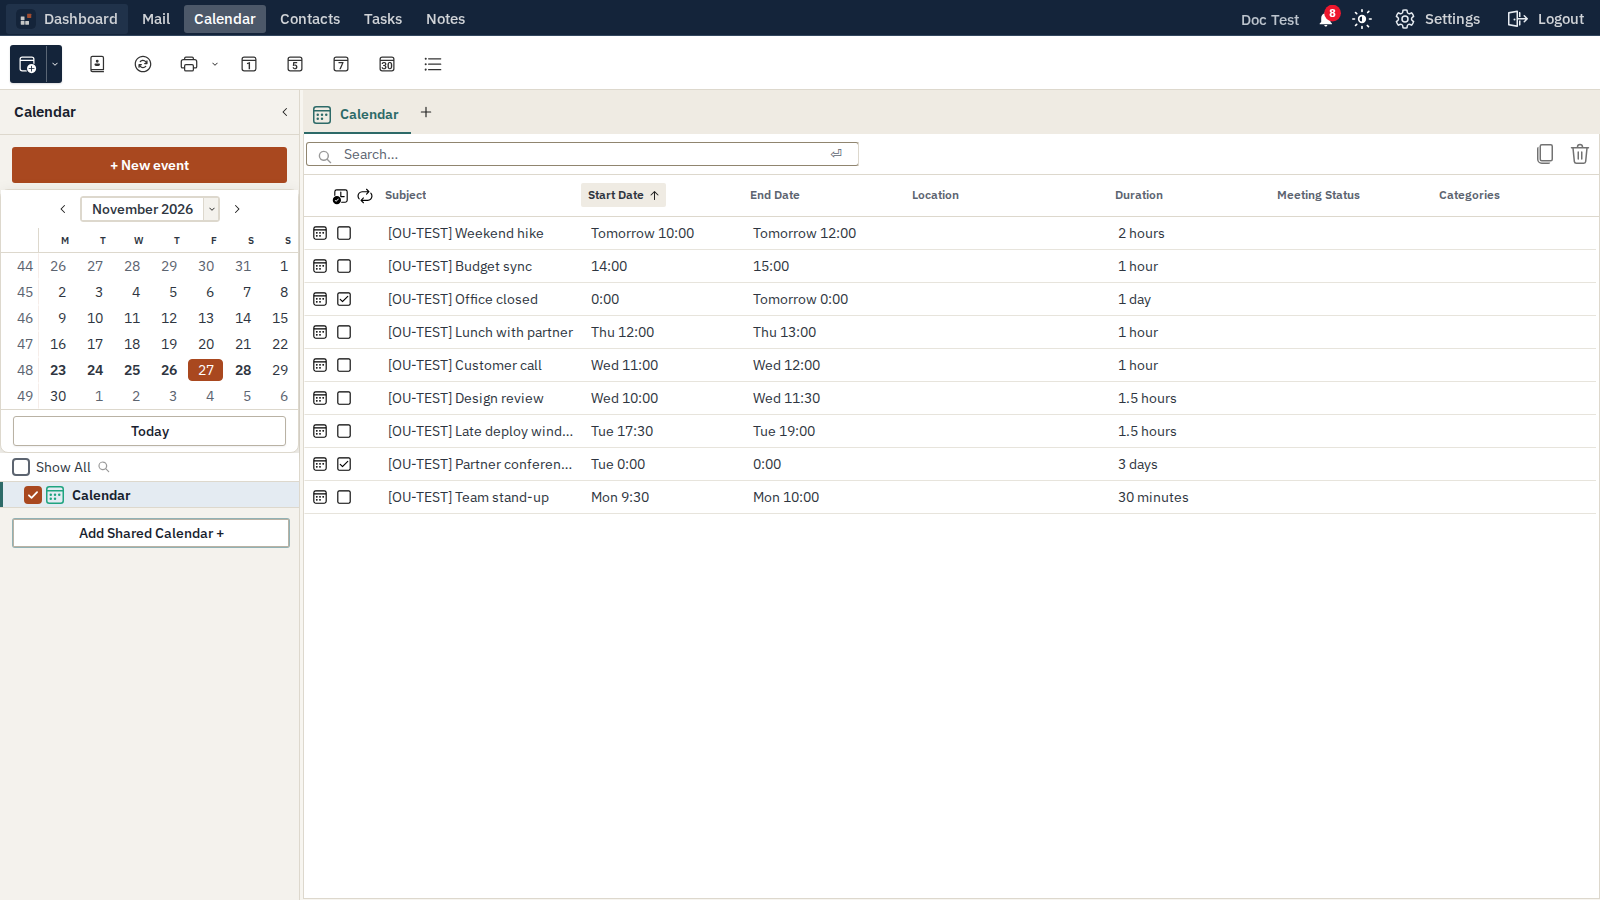 Dashboard Mail Calendar Contacts Tasks Notes Doc Test 8 Settings Logout
1 5 7 30
Calendar
Calendar
+ New event
Search...
November 2026
Subject Start Date End Date Location Duration Meeting Status Categories
M T W T F S S
44 26 27 28 29 30 31 1
45 2 3 4 5 6 7 8
46 9 10 11 12 13 14 15
47 16 17 18 19 20 21 22
48 23 24 25 26 27 28 29
49 30 1 2 3 4 5 6
Today
Show All
Calendar
Add Shared Calendar +
[OU-TEST] Weekend hike Tomorrow 10:00 Tomorrow 12:00 2 hours
[OU-TEST] Budget sync 14:00 15:00 1 hour
[OU-TEST] Office closed 0:00 Tomorrow 0:00 1 day
[OU-TEST] Lunch with partner Thu 12:00 Thu 13:00 1 hour
[OU-TEST] Customer call Wed 11:00 Wed 12:00 1 hour
[OU-TEST] Design review Wed 10:00 Wed 11:30 1.5 hours
[OU-TEST] Late deploy wind... Tue 17:30 Tue 19:00 1.5 hours
[OU-TEST] Partner conferen... Tue 0:00 0:00 3 days
[OU-TEST] Team stand-up Mon 9:30 Mon 10:00 30 minutes